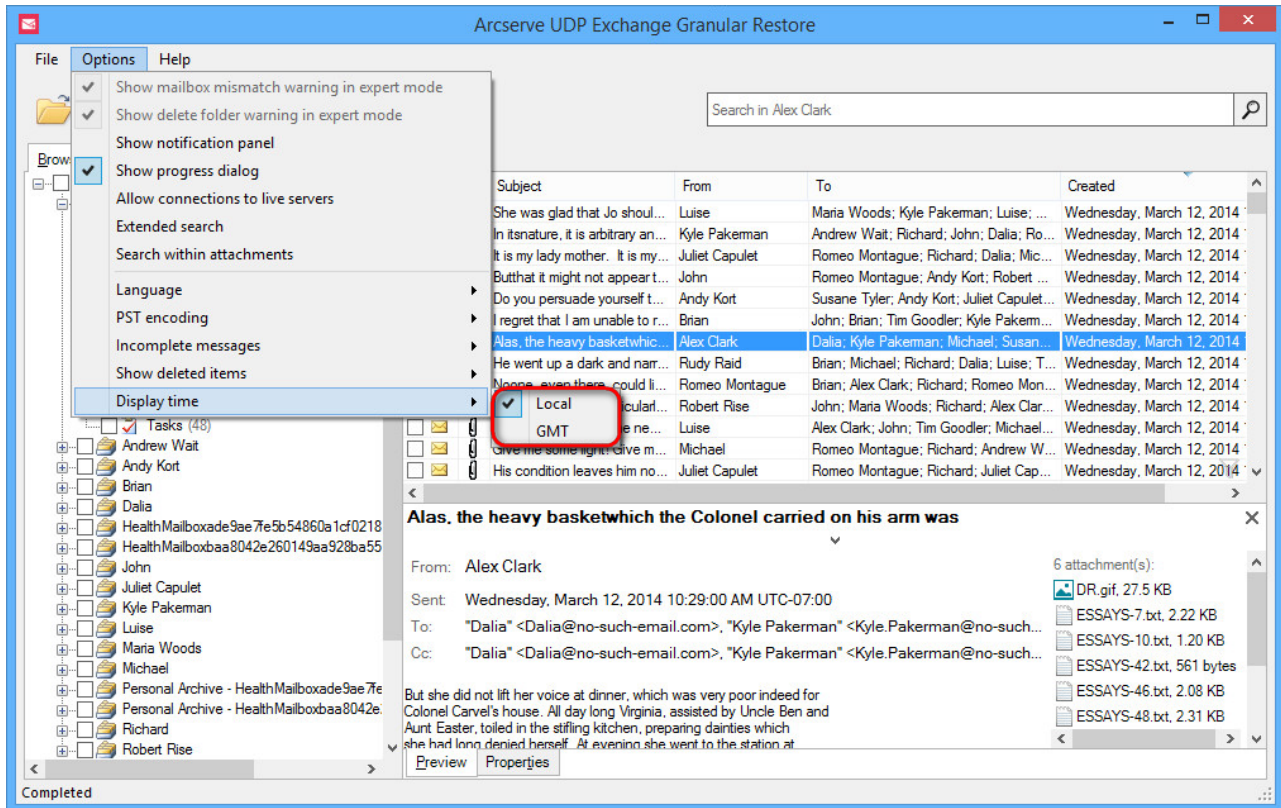 Arcserve UDP Exchange Granular Restore
File Options Help
Show mailbox mismatch warning in expert mode
Show delete folder warning in expert mode
Show notification panel
Show progress dialog
Allow connections to live servers
Extended search
Search within attachments
Language
PST encoding
Incomplete messages
Show deleted items
Display time
Local
GMT
Search in Alex Clark
Brow
Subject From To Created
She was glad that Jo shoul... Luise Maria Woods; Kyle Pakerman; Luise; ... Wednesday, March 12, 2014
In itsnature, it is arbitrary an... Kyle Pakerman Andrew Wait; Richard; John; Dalia; Ro... Wednesday, March 12, 2014
It is my lady mother. It is my... Juliet Capulet Romeo Montague; Richard; Dalia; Mic... Wednesday, March 12, 2014
Butthat it might not appear t... John Romeo Montague; Andy Kort; Robert ... Wednesday, March 12, 2014
Do you persuade yourself t... Andy Kort Susane Tyler; Andy Kort; Juliet Capulet... Wednesday, March 12, 2014
I regret that I am unable to r... Brian John; Brian; Tim Goodler; Kyle Pakerm... Wednesday, March 12, 2014
Alas, the heavy basketwhic... Alex Clark Dalia; Kyle Pakerman; Michael; Susan... Wednesday, March 12, 2014
He went up a dark and narr... Rudy Raid Brian; Michael; Richard; Dalia; Luise; T... Wednesday, March 12, 2014
Noone, even there, could li... Romeo Montague Brian; Alex Clark; Richard; Romeo Mon... Wednesday, March 12, 2014
icularl... Robert Rise John; Maria Woods; Richard; Alex Clar... Wednesday, March 12, 2014
e ne... Luise Alex Clark; John; Tim Goodler; Michael... Wednesday, March 12, 2014
Give me some light! Give m... Michael Romeo Montague; Richard; Andrew W... Wednesday, March 12, 2014
His condition leaves him no... Juliet Capulet Romeo Montague; Richard; Juliet Cap... Wednesday, March 12, 2014
Tasks (48)
Andrew Wait
Andy Kort
Brian
Dalia
HealthMailboxade9ae7fe5b54860a1cf0218
HealthMailboxbaa8042e260149aa928ba55
John
Juliet Capulet
Kyle Pakerman
Luise
Maria Woods
Michael
Personal Archive - HealthMailboxade9ae7fe
Personal Archive - HealthMailboxbaa8042e
Richard
Robert Rise
Alas, the heavy basketwhich the Colonel carried on his arm was
From: Alex Clark
Sent: Wednesday, March 12, 2014 10:29:00 AM UTC-07:00
To: "Dalia" <Dalia@no-such-email.com>, "Kyle Pakerman" <Kyle.Pakerman@no-such...
Cc: "Dalia" <Dalia@no-such-email.com>, "Kyle Pakerman" <Kyle.Pakerman@no-such...
6 attachment(s):
DR.gif, 27.5 KB
ESSAYS-7.txt, 2.22 KB
ESSAYS-10.txt, 1.20 KB
ESSAYS-42.txt, 561 bytes
ESSAYS-46.txt, 2.08 KB
ESSAYS-48.txt, 2.31 KB
But she did not lift her voice at dinner, which was very poor indeed for
Colonel Carvel's house. All day long Virginia, assisted by Uncle Ben and
Aunt Easter, toiled in the stifling kitchen, preparing dainties which
she had long denied herself. At evening she went to the station at
Preview Properties
Completed